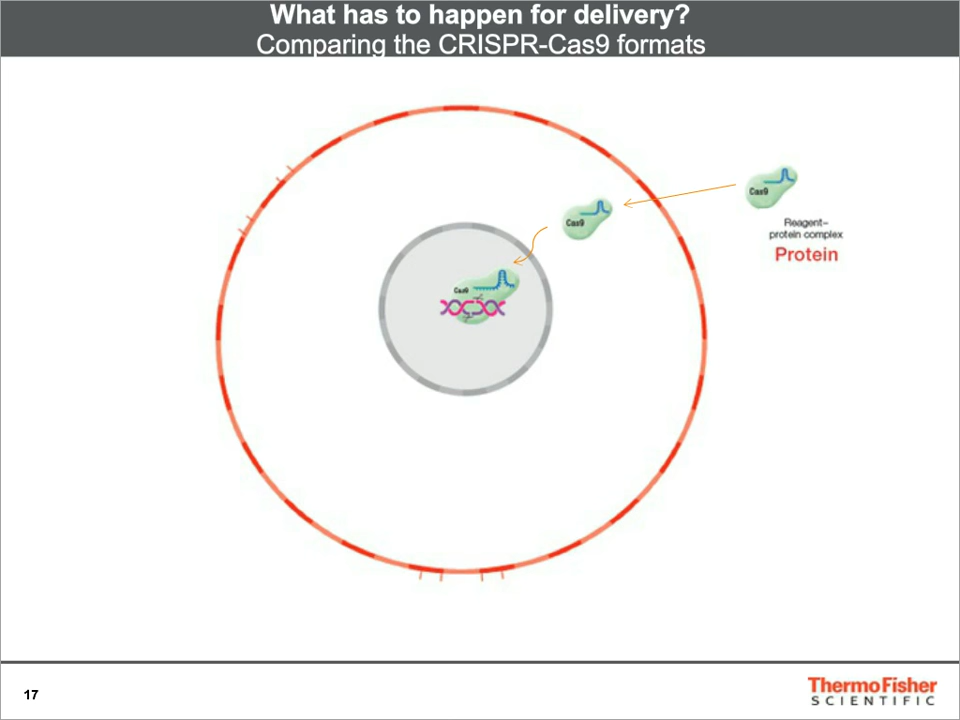 What has to happen for delivery?
Comparing the CRISPR-Cas9 formats
Cas9
Cas9
Reagent–
protein complex
Protein
Cas9
17
ThermoFisher
SCIENTIFIC